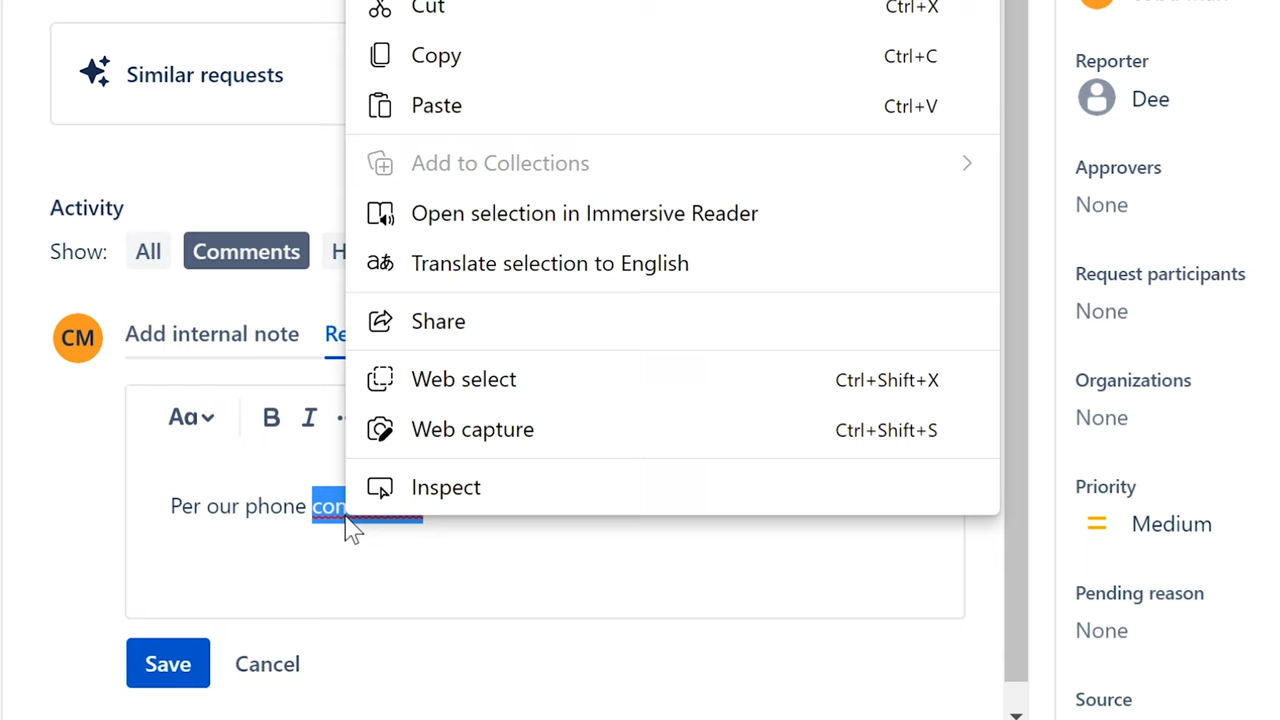 Cut Ctrl+X
Similar requests
Copy Ctrl+C
Paste Ctrl+V
Add to Collections
Open selection in Immersive Reader
Translate selection to English
Share
Web select Ctrl+Shift+X
Web capture Ctrl+Shift+S
Inspect
Activity
Show: All Comments H
CM Add internal note Re
Aa B I
Per our phone con
Save Cancel
Reporter
Dee
Approvers
None
Request participants
None
Organizations
None
Priority
Medium
Pending reason
None
Source